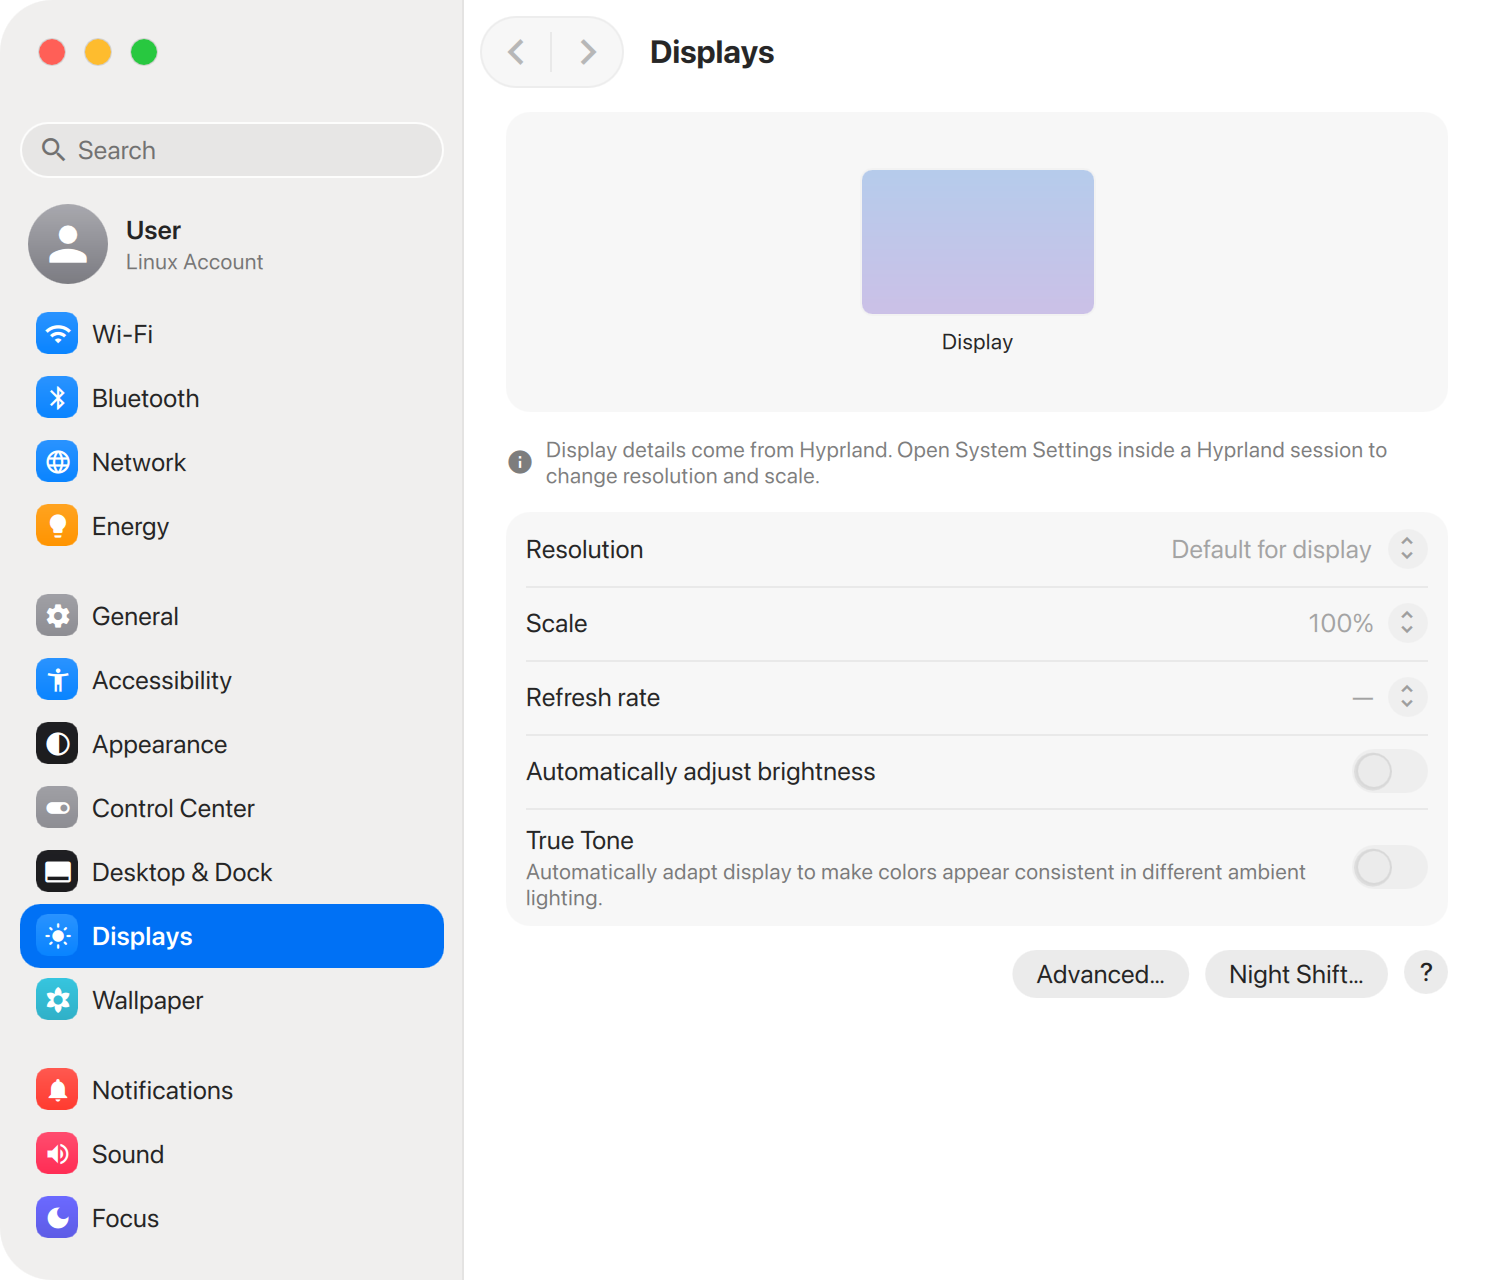 Displays
Search
User
Linux Account
Wi-Fi
Bluetooth
Network
Energy
General
Accessibility
Appearance
Control Center
Desktop & Dock
Displays
Wallpaper
Notifications
Sound
Focus
Display
Display details come from Hyprland. Open System Settings inside a Hyprland session to
change resolution and scale.
Resolution Default for display
Scale 100%
Refresh rate —
Automatically adjust brightness
True Tone
Automatically adapt display to make colors appear consistent in different ambient
lighting.
Advanced... Night Shift... ?